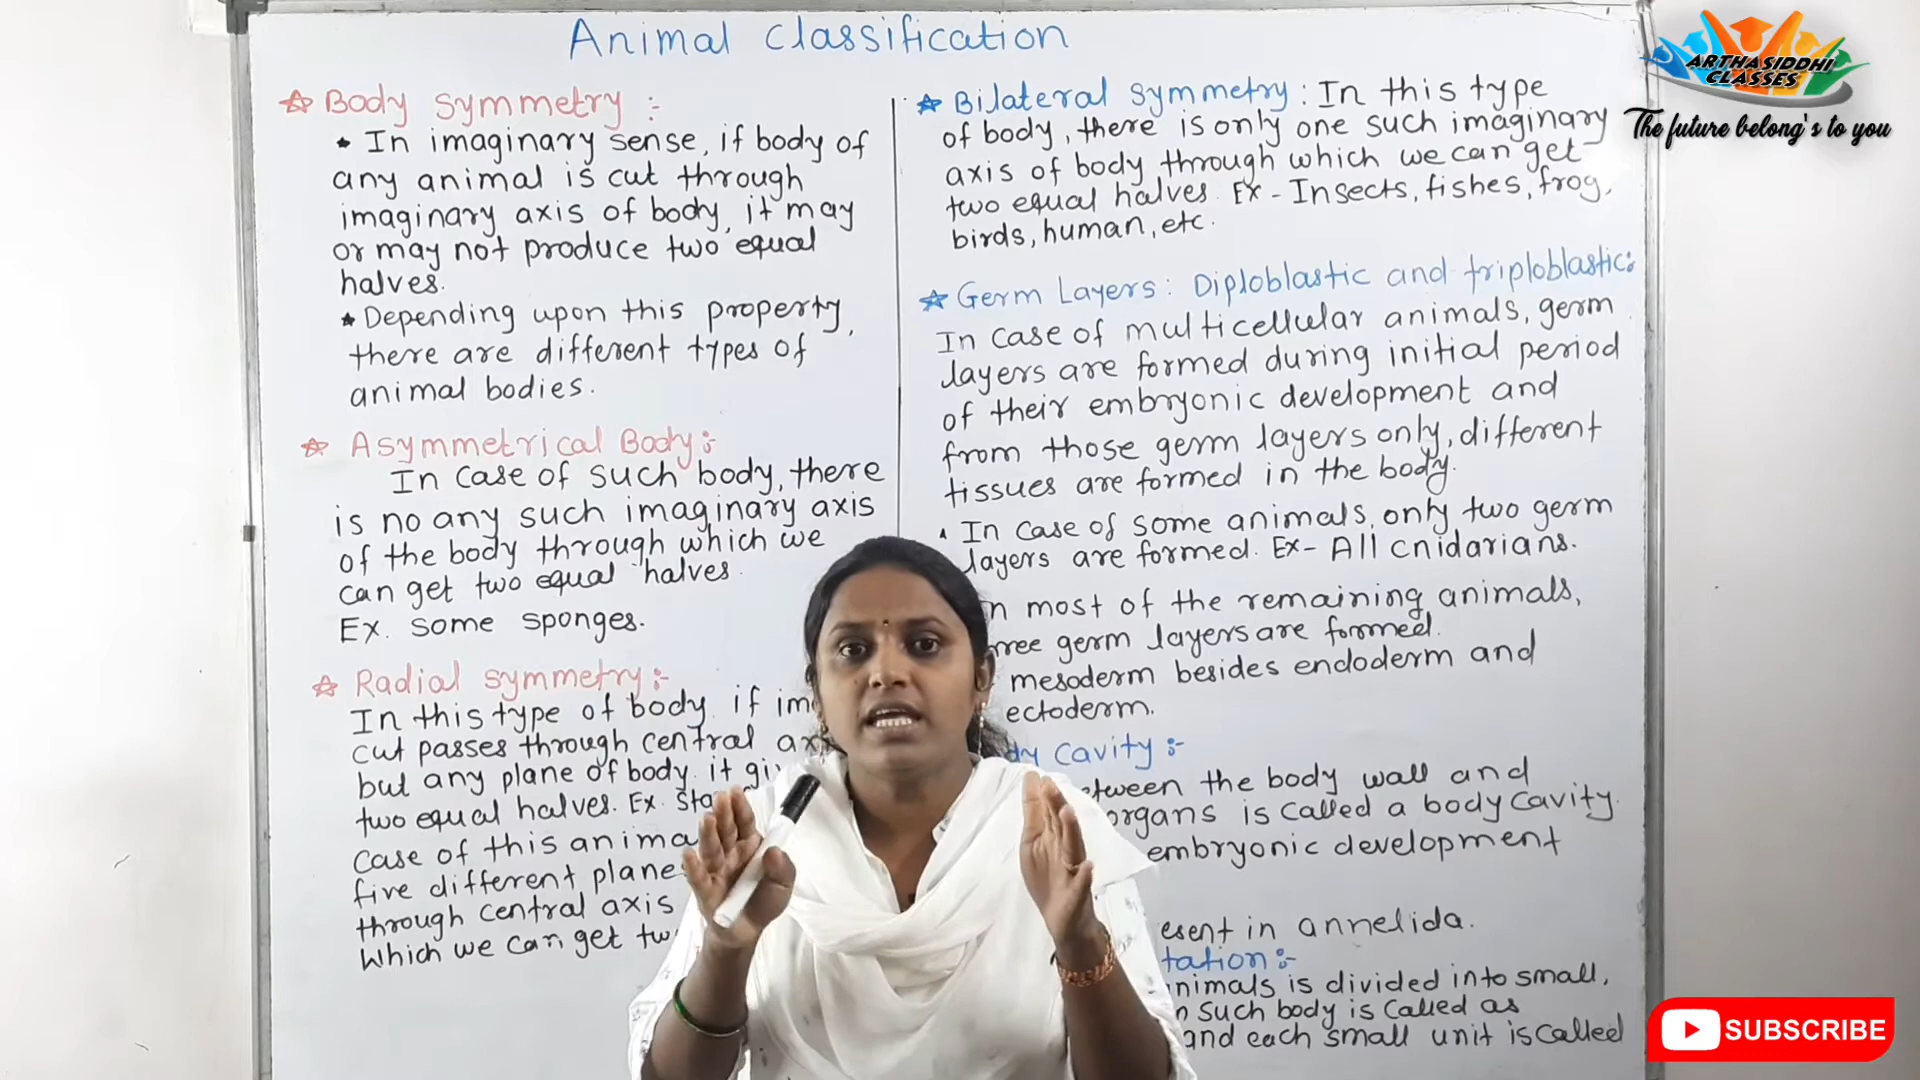 Animal classification
Body symmetry :-
In imaginary sense, if body of
any animal is cut through
imaginary axis of body, it may
or may not produce two equal
halves.
Depending upon this property,
there are different types of
animal bodies.
Asymmetrical Body:-
In case of such body, there
is no any such imaginary axis
of the body through which we
can get two equal halves.
Ex. some sponges.
Radial symmetry:-
In this type of body if im
cut passes through central ax
but any plane of body it gi
two equal halves. Ex. Sta
case of this anima
five different plane
through central axis
which we can get tw
Bilateral symmetry: In this type
of body, there is only one such imaginary
axis of body through which we can get
two equal halves. Ex - Insects, fishes, frog,
birds, human, etc.
Germ Layers: Diploblastic and triploblastic:
In case of multicellular animals, germ
layers are formed during initial period
of their embryonic development and
from those germ layers only, different
tissues are formed in the body.
In case of some animals, only two germ
layers are formed. Ex- All cnidarians.
n most of the remaining animals,
ree germ layers are formed.
mesoderm besides endoderm and
ectoderm.
dy cavity :-
etween the body wall and
organs is called a body cavity.
embryonic development
esent in annelida.
tation:-
nimals is divided into small,
n such body is called as
and each small unit is called
ARTHASIDDHI
CLASSES
The future belong's to you
SUBSCRIBE